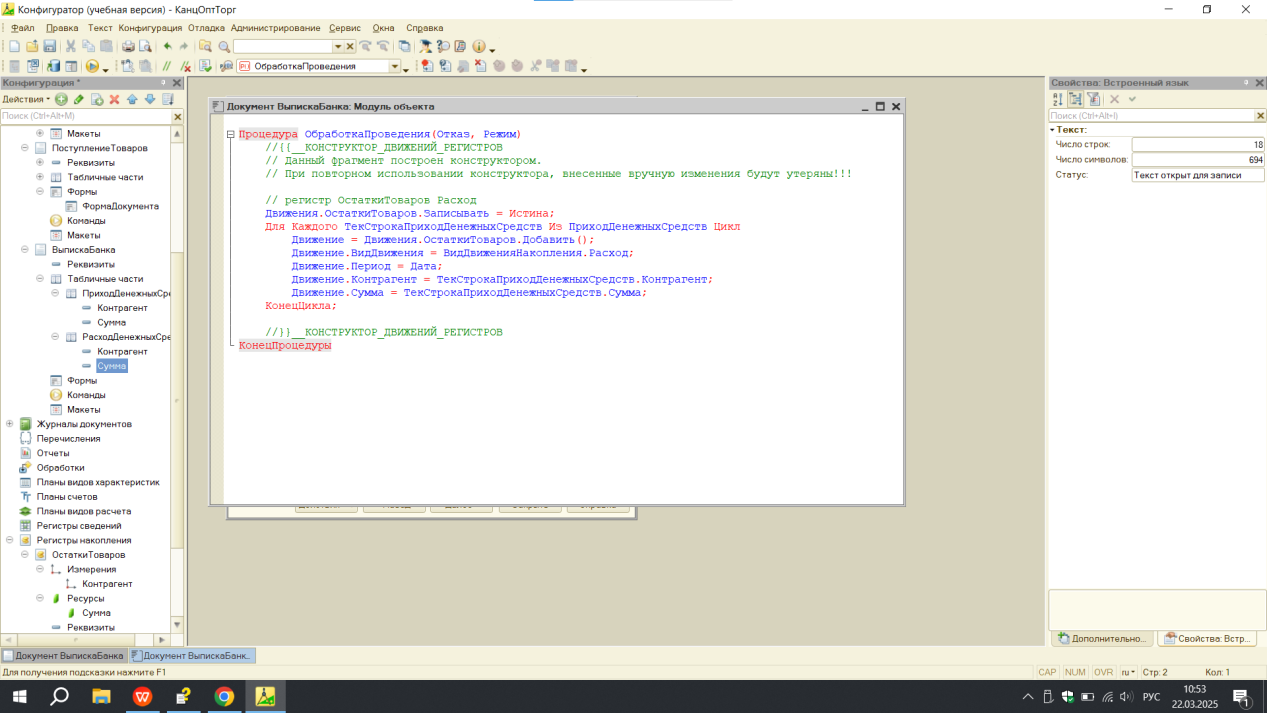 Конфигуратор (учебная версия) - КанцОптТорг
Файл Правка Текст Конфигурация Отладка Администрирование Сервис Окна Справка
ОбработкаПроведения
Конфигурация *
Действия
Поиск (Ctrl+Alt+M)
Макеты
ПоступлениеТоваров
Реквизиты
Табличные части
Формы
ФормаДокумента
Команды
Макеты
ВыпискаБанка
Реквизиты
Табличные части
ПриходДенежныхСре
Контрагент
Сумма
РасходДенежныхСре
Контрагент
Сумма
Формы
Команды
Макеты
Журналы документов
Перечисления
Отчеты
Обработки
Планы видов характеристик
Планы счетов
Планы видов расчета
Регистры сведений
Регистры накопления
ОстаткиТоваров
Измерения
Контрагент
Ресурсы
Сумма
Реквизиты
Документ ВыпискаБанка: Модуль объекта
Процедура ОбработкаПроведения(Отказ, Режим)
//{{__КОНСТРУКТОР_ДВИЖЕНИЙ_РЕГИСТРОВ
// Данный фрагмент построен конструктором.
// При повторном использовании конструктора, внесенные вручную изменения будут утеряны!!!
// регистр ОстаткиТоваров Расход
Движения.ОстаткиТоваров.Записывать = Истина;
Для Каждого ТекСтрокаПриходДенежныхСредств Из ПриходДенежныхСредств Цикл
Движение = Движения.ОстаткиТоваров.Добавить();
Движение.ВидДвижения = ВидДвиженияНакопления.Расход;
Движение.Период = Дата;
Движение.Контрагент = ТекСтрокаПриходДенежныхСредств.Контрагент;
Движение.Сумма = ТекСтрокаПриходДенежныхСредств.Сумма;
КонецЦикла;
//}}__КОНСТРУКТОР_ДВИЖЕНИЙ_РЕГИСТРОВ
КонецПроцедуры
Свойства: Встроенный язык
Поиск (Ctrl+Alt+I)
Текст:
Число строк: 18
Число символов: 694
Статус: Текст открыт для записи
Дополнительно...
Свойства: Встр...
Документ ВыпискаБанка
Документ ВыпискаБанк...
Для получения подсказки нажмите F1
CAP NUM OVR ru Стр: 2 Кол: 1
РУС
10:53
22.03.2025
1